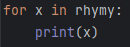 for x in rhymy:
    print(x)